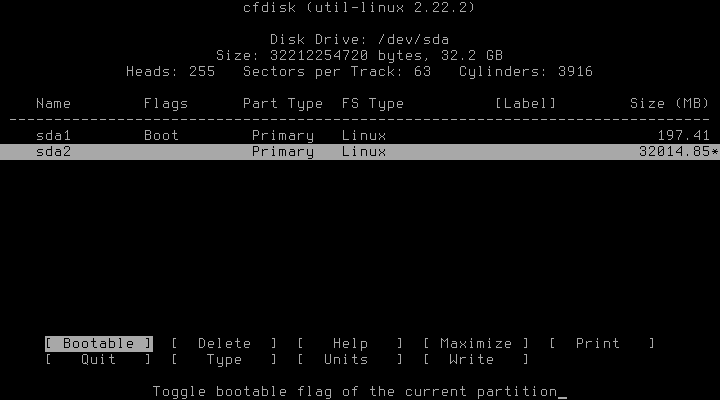 cfdisk (util-linux 2.22.2)
Disk Drive: /dev/sda
Size: 32212254720 bytes, 32.2 GB
Heads: 255   Sectors per Track: 63   Cylinders: 3916
Name   Flags   Part Type   FS Type   [Label]   Size (MB)
--------------------------------------------------------------------------------
sda1   Boot   Primary   Linux   197.41
sda2   Primary   Linux   32014.85*
[ Bootable ]  [ Delete ]  [ Help ]  [ Maximize ]  [ Print ]
[ Quit ]  [ Type ]  [ Units ]  [ Write ]
Toggle bootable flag of the current partition_